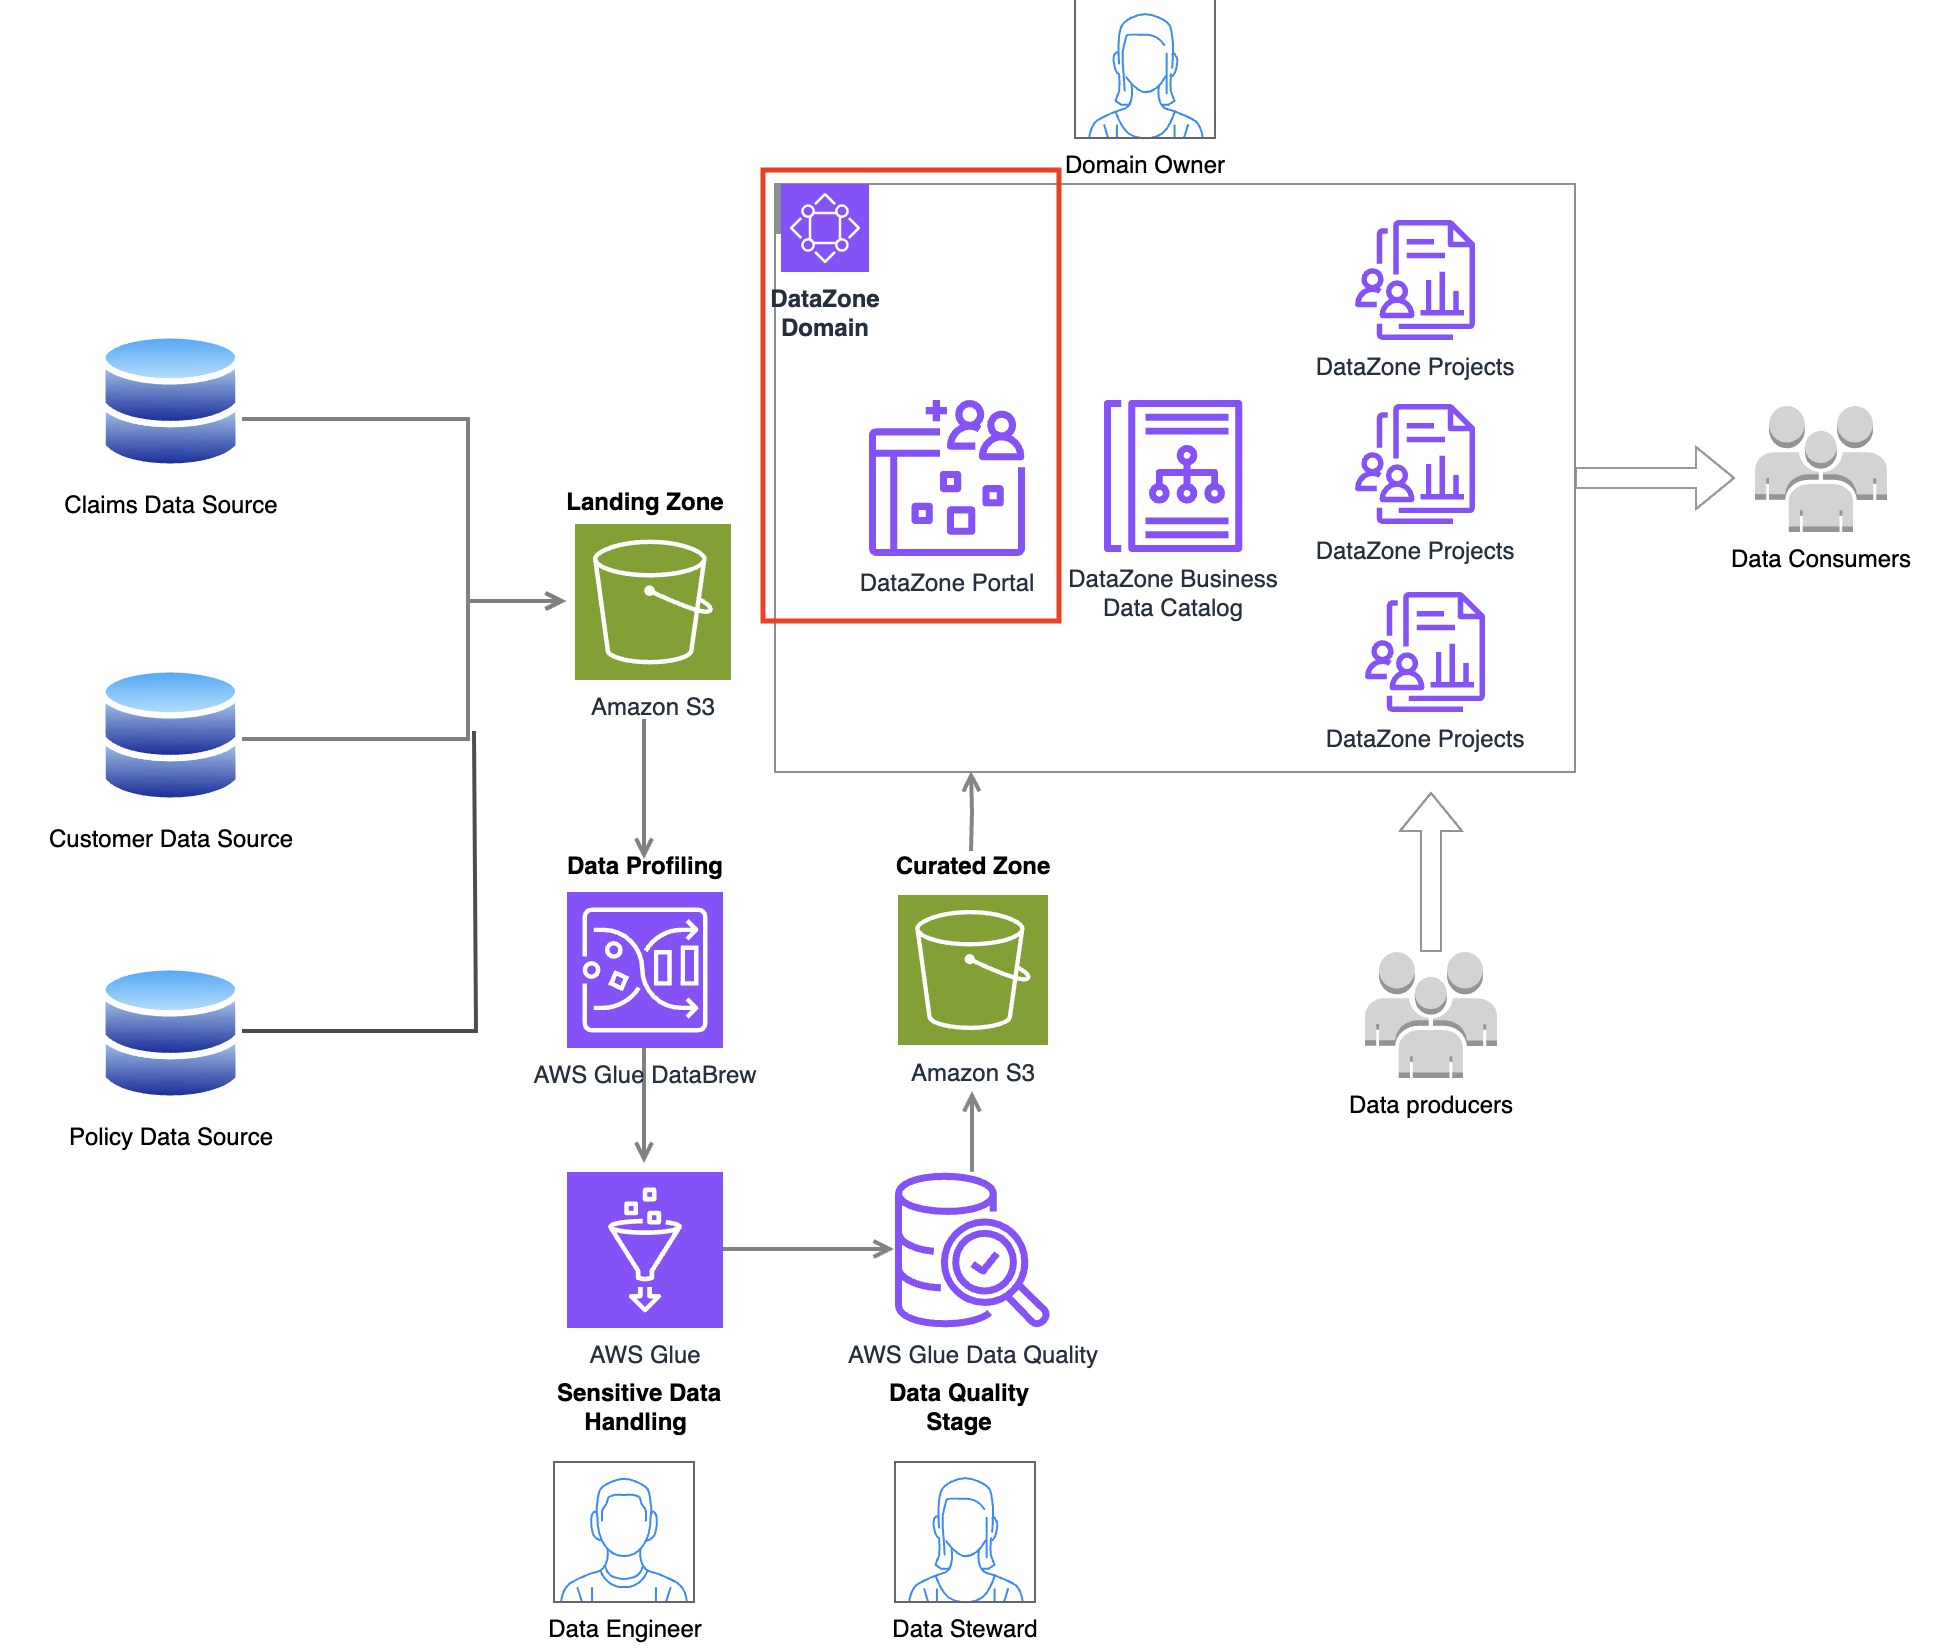 Domain Owner
DataZone
Domain
DataZone Projects
Claims Data Source
Landing Zone
DataZone Portal
DataZone Business
Data Catalog
DataZone Projects
Data Consumers
Amazon S3
DataZone Projects
Customer Data Source
Data Profiling
Curated Zone
AWS Glue DataBrew
Amazon S3
Data producers
Policy Data Source
AWS Glue
AWS Glue Data Quality
Sensitive Data
Handling
Data Quality
Stage
Data Engineer
Data Steward